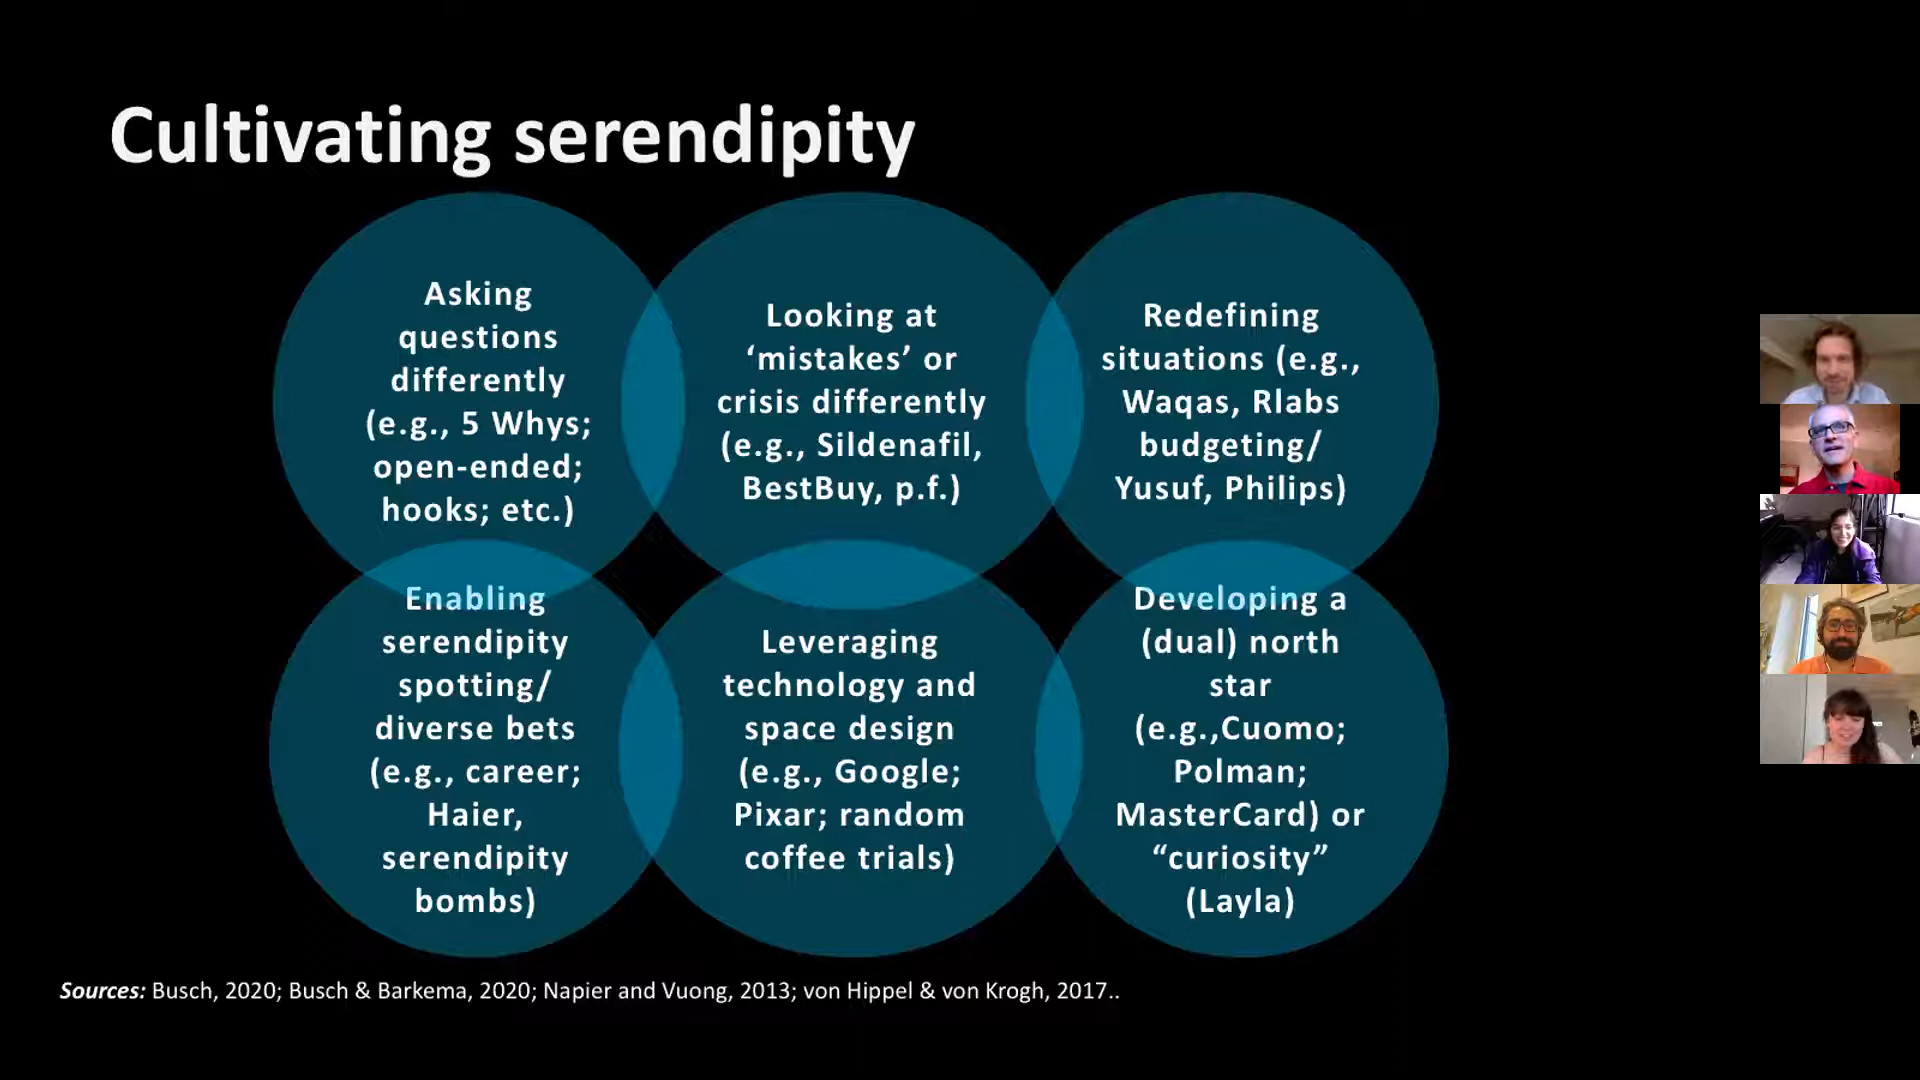 Cultivating serendipity
Asking
questions
differently
(e.g., 5 Whys;
open-ended;
hooks; etc.)
Looking at
‘mistakes’ or
crisis differently
(e.g., Sildenafil,
BestBuy, p.f.)
Redefining
situations (e.g.,
Waqas, Rlabs
budgeting/
Yusuf, Philips)
Enabling
serendipity
spotting/
diverse bets
(e.g., career;
Haier,
serendipity
bombs)
Leveraging
technology and
space design
(e.g., Google;
Pixar; random
coffee trials)
Developing a
(dual) north
star
(e.g.,Cuomo;
Polman;
MasterCard) or
“curiosity”
(Layla)
Sources: Busch, 2020; Busch & Barkema, 2020; Napier and Vuong, 2013; von Hippel & von Krogh, 2017..